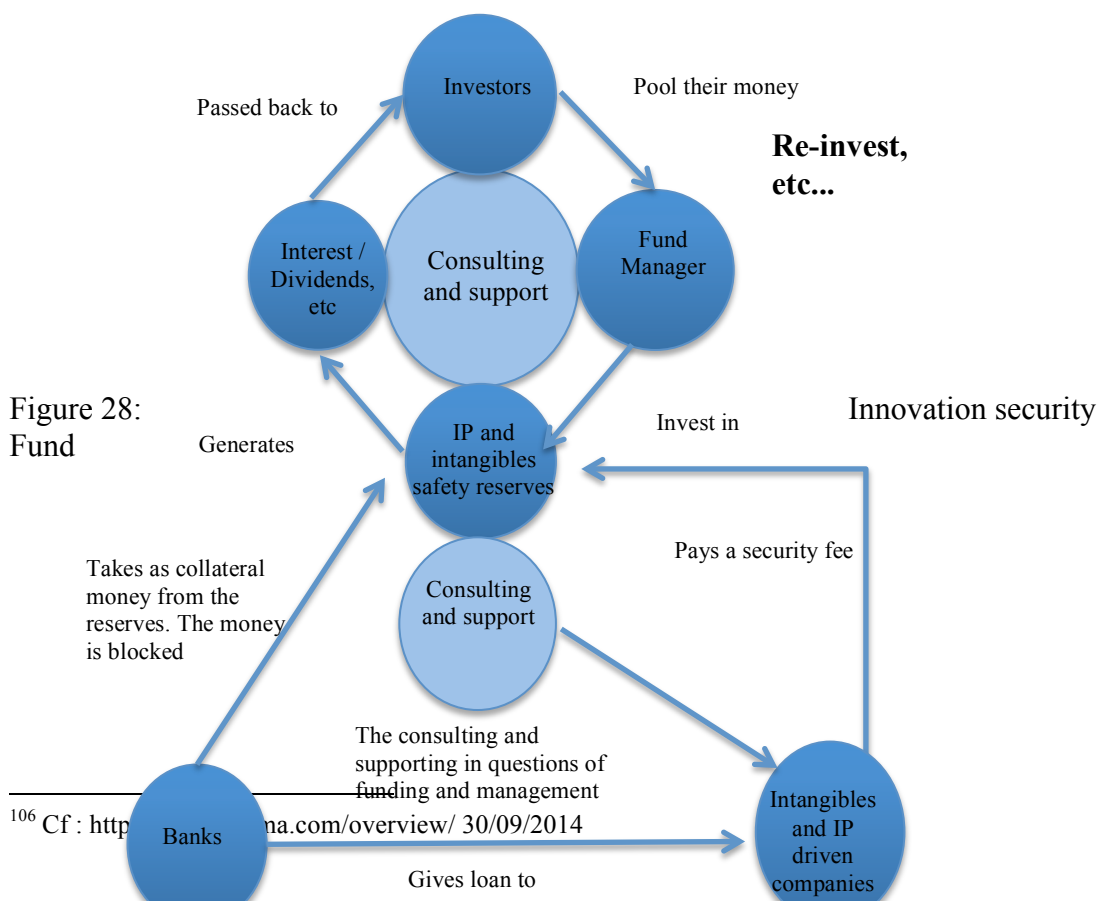 Investors
Pool their money
Passed back to
Re-invest,
etc...
Interest /
Dividends,
etc
Consulting
and support
Fund
Manager
Figure 28:
Fund
Innovation security
Generates
IP and
intangibles
safety reserves
Invest in
Pays a security fee
Takes as collateral
money from the
reserves. The money
is blocked
Consulting
and support
The consulting and
supporting in questions of
funding and management
106 Cf : http ma.com/overview/ 30/09/2014
Banks
Intangibles
and IP
driven
companies
Gives loan to